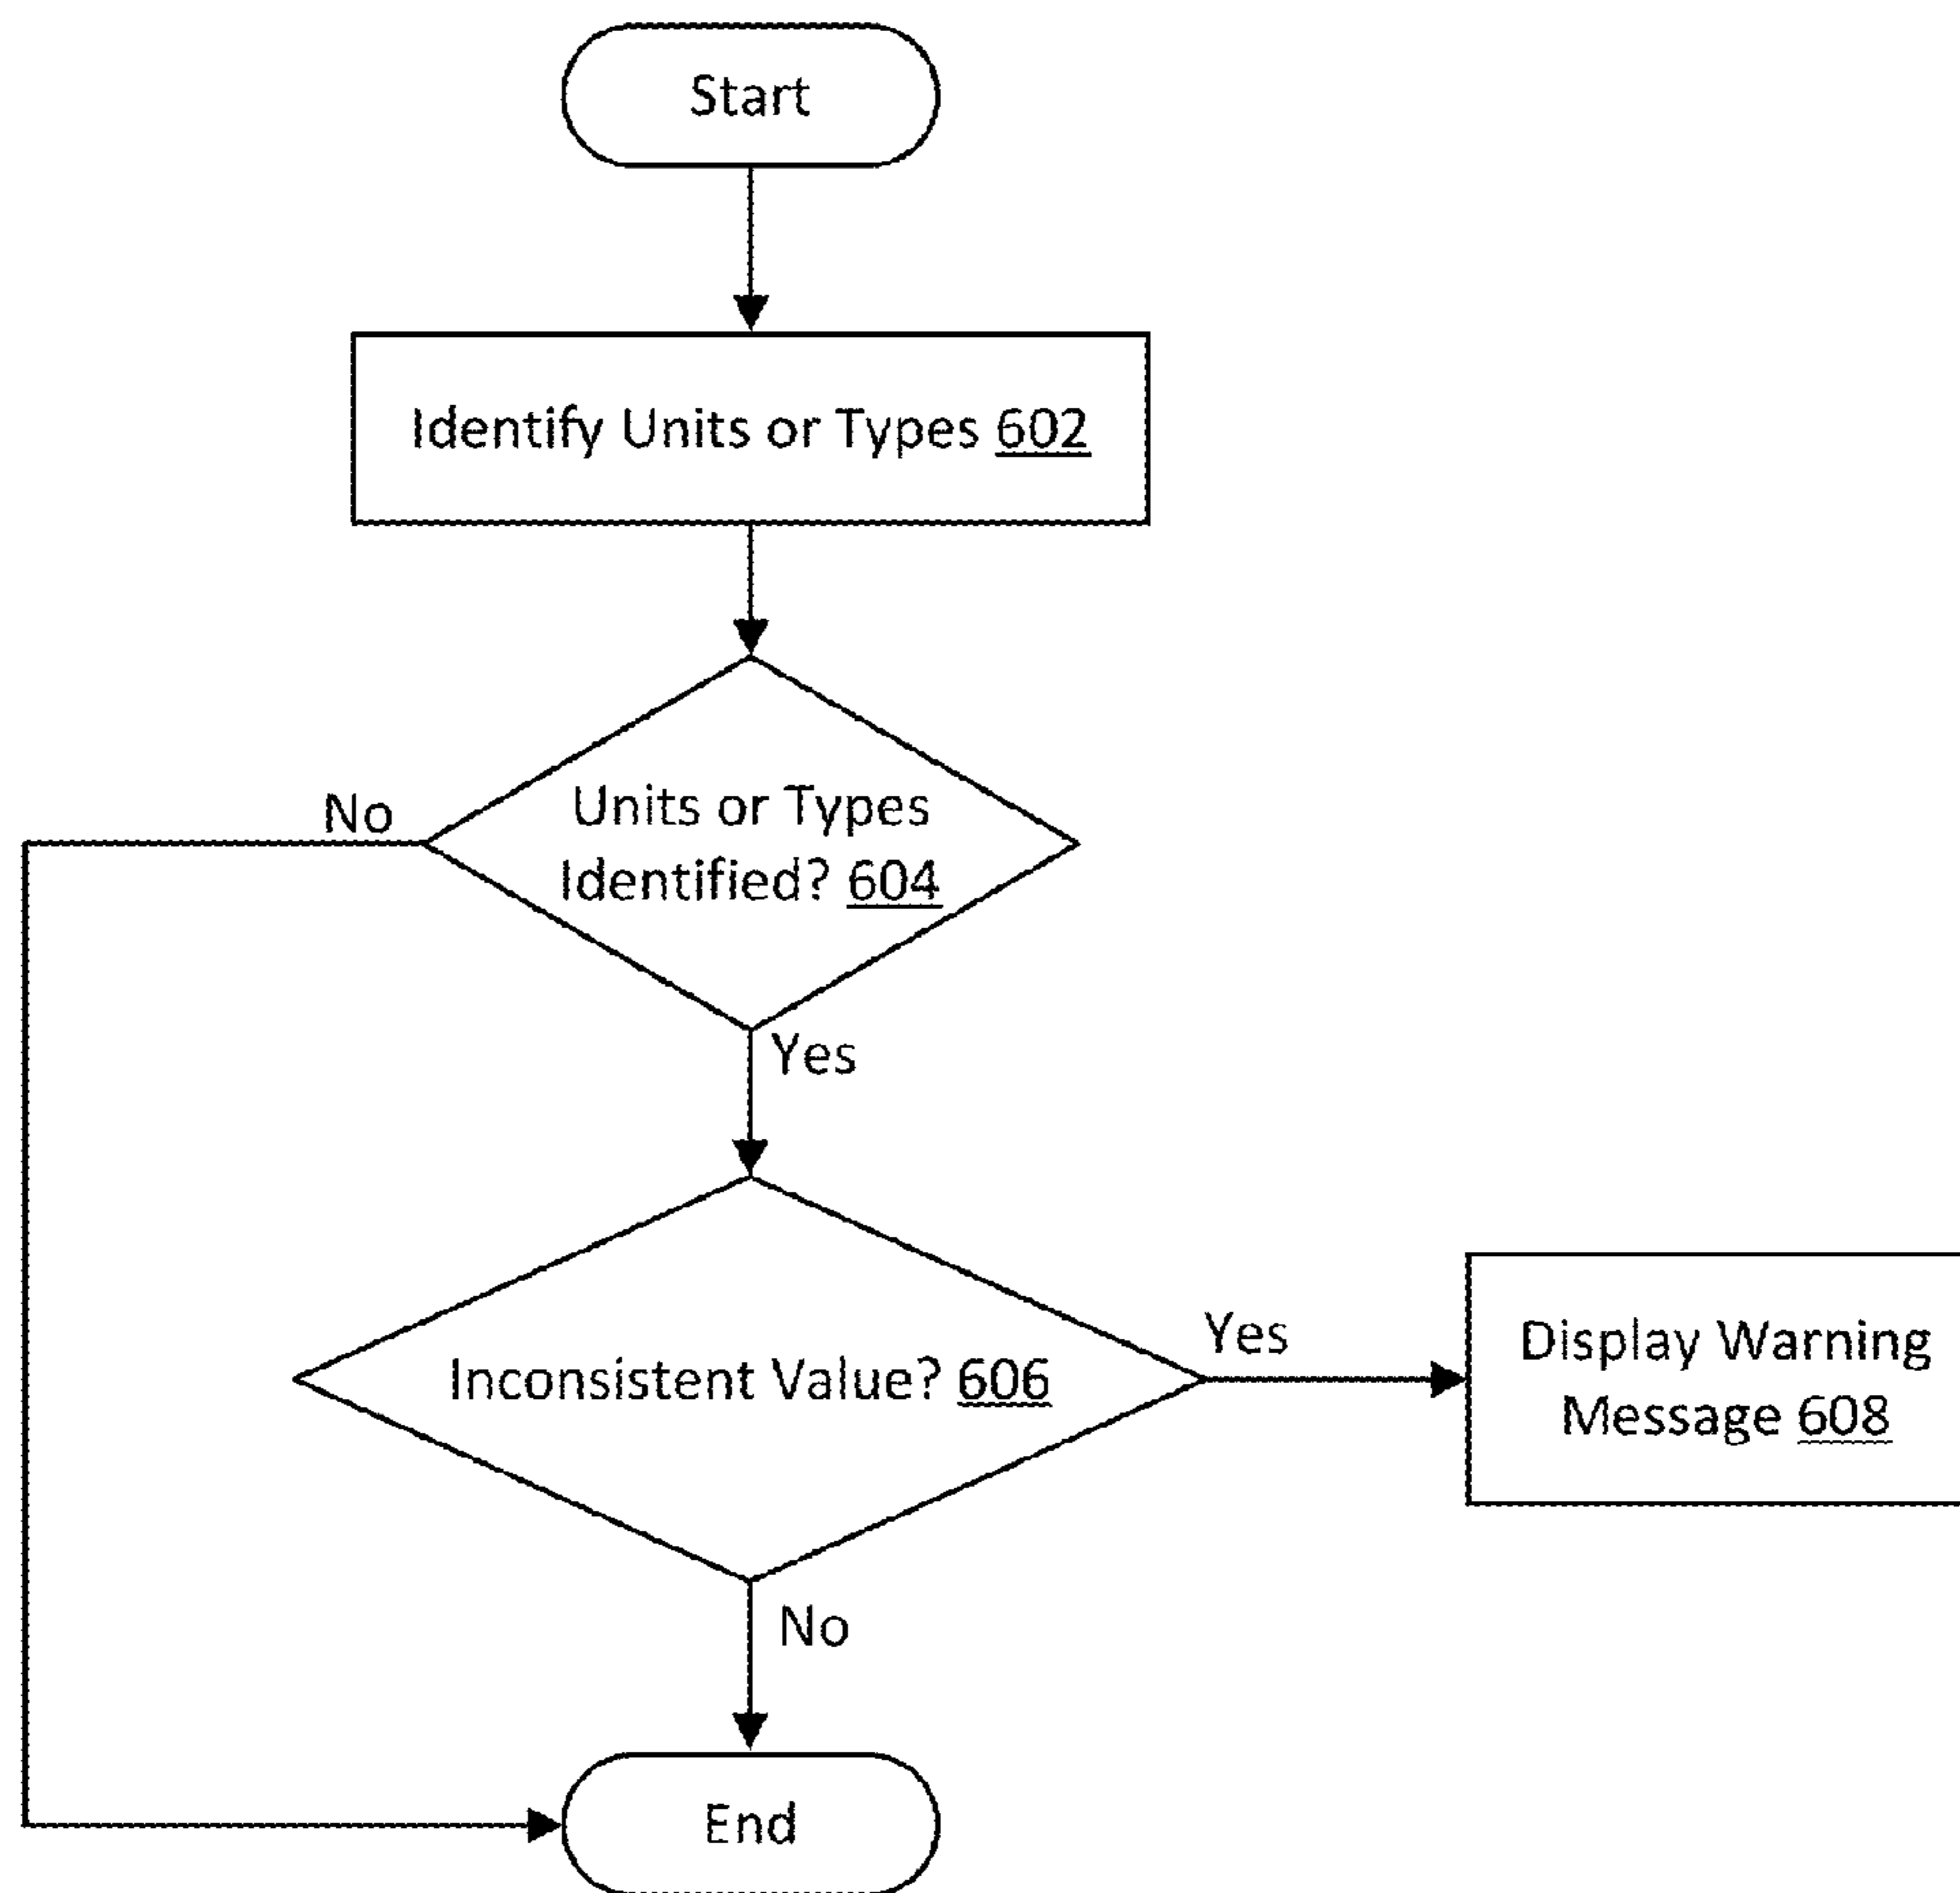 Start
Identify Units or Types 602
No
Units or Types
Identified? 604
Yes
Inconsistent Value? 606
Yes
Display Warning
Message 608
No
End